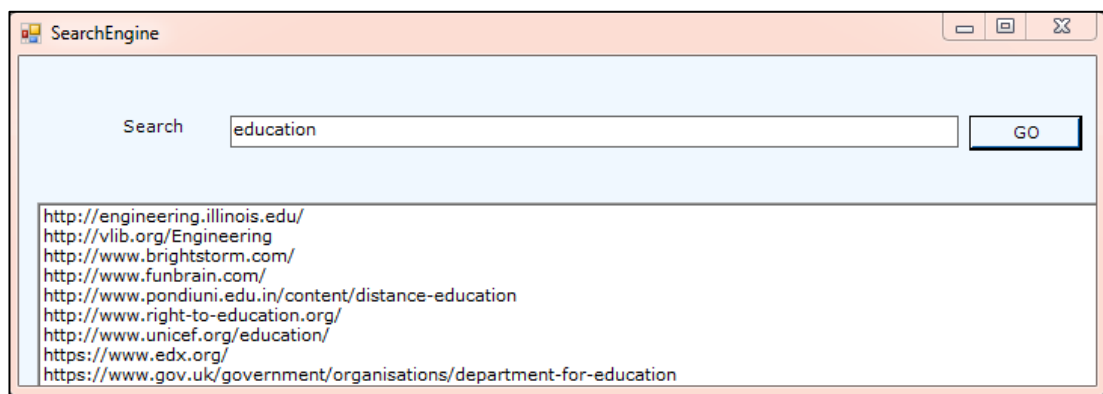 SearchEngine
Search education GO
http://engineering.illinois.edu/
http://vlib.org/Engineering
http://www.brightstorm.com/
http://www.funbrain.com/
http://www.pondiuni.edu.in/content/distance-education
http://www.right-to-education.org/
http://www.unicef.org/education/
https://www.edx.org/
https://www.gov.uk/government/organisations/department-for-education